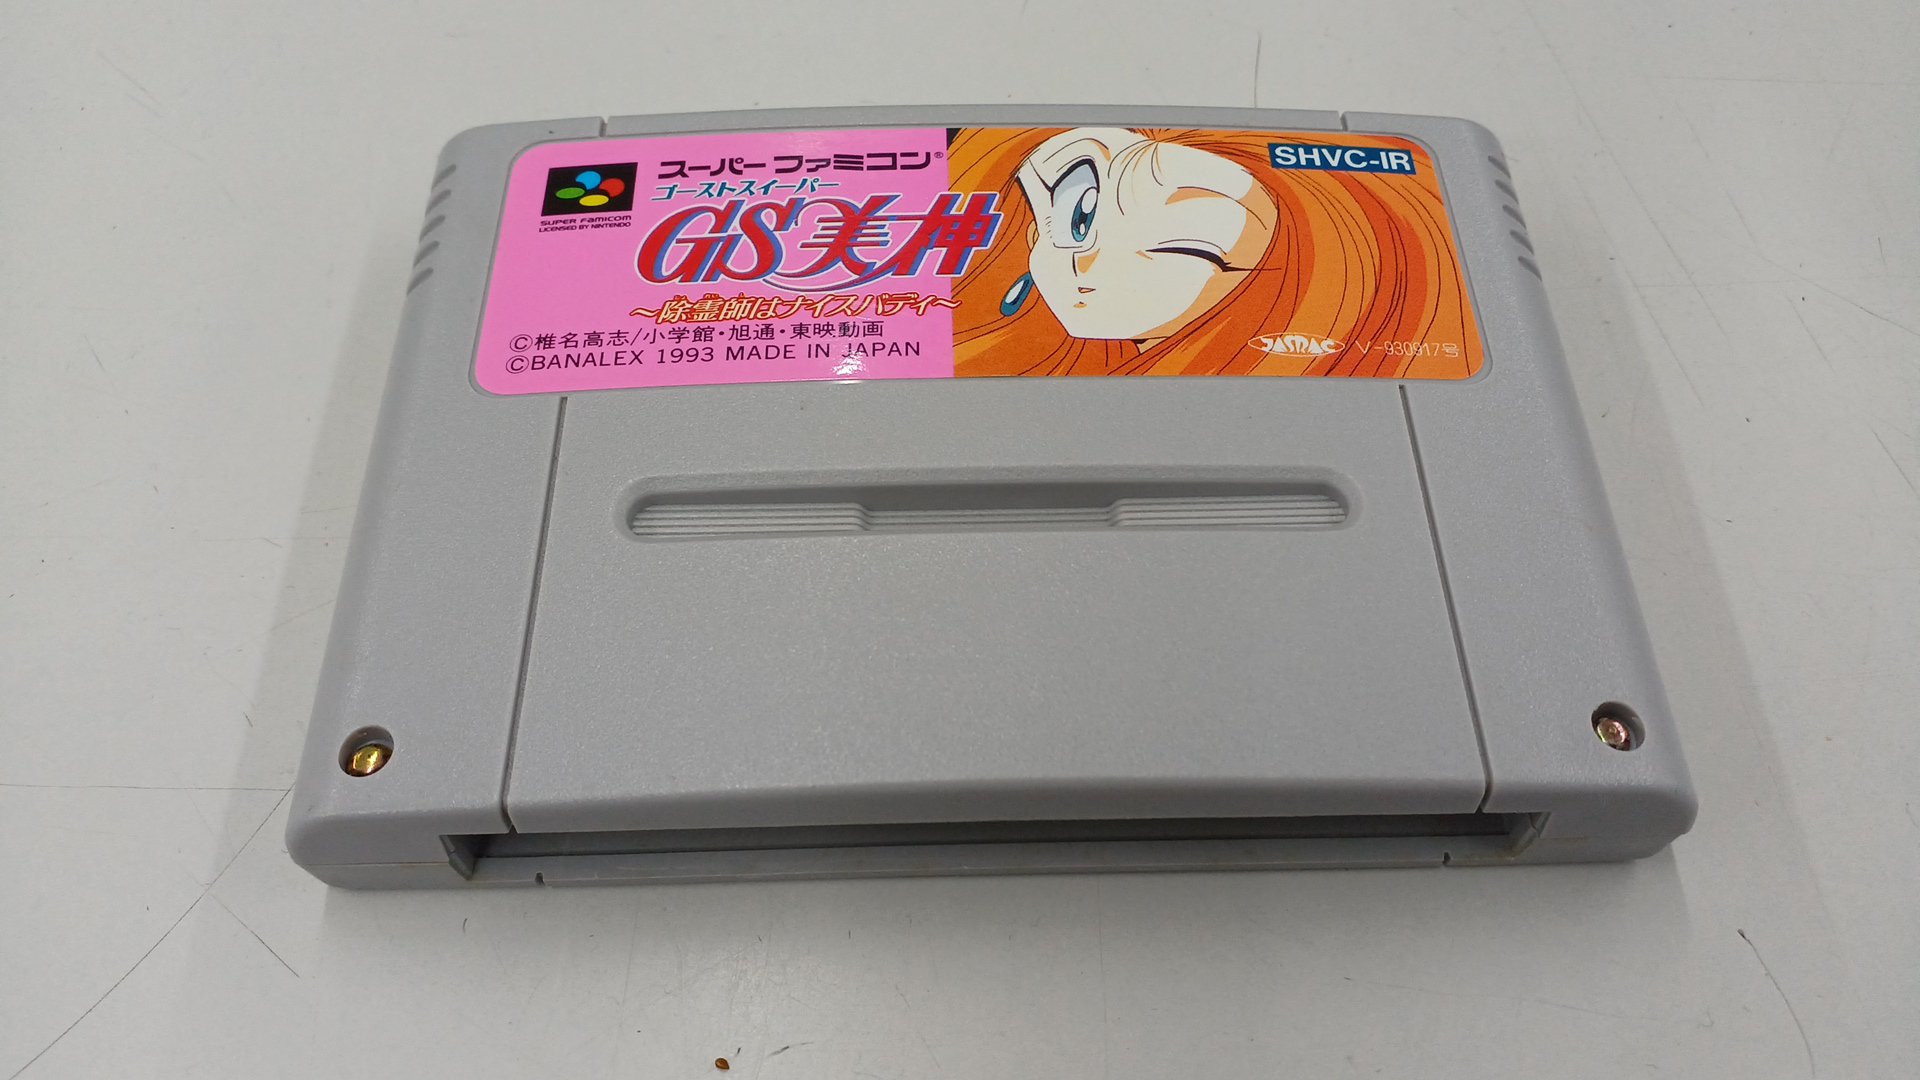 スーパーファミコン®
SUPER FAMICOM
LICENSED BY NINTENDO
ゴーストスイーパー
GS美神
~除霊師はナイスバディ~
©椎名高志/小学館・旭通・東映動画
©BANALEX 1993 MADE IN JAPAN
SHVC-IR
JASRAC V-930917号